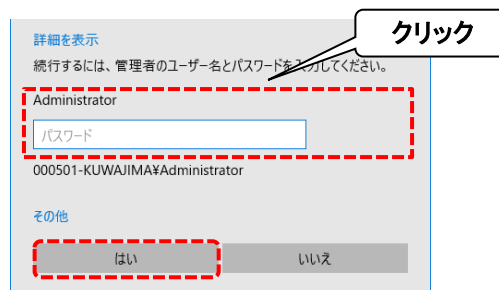 クリック
詳細を表示
続行するには、管理者のユーザー名とパスワードを入力してください。
Administrator
パスワード
000501-KUWAJIMA¥Administrator
その他
はい
いいえ